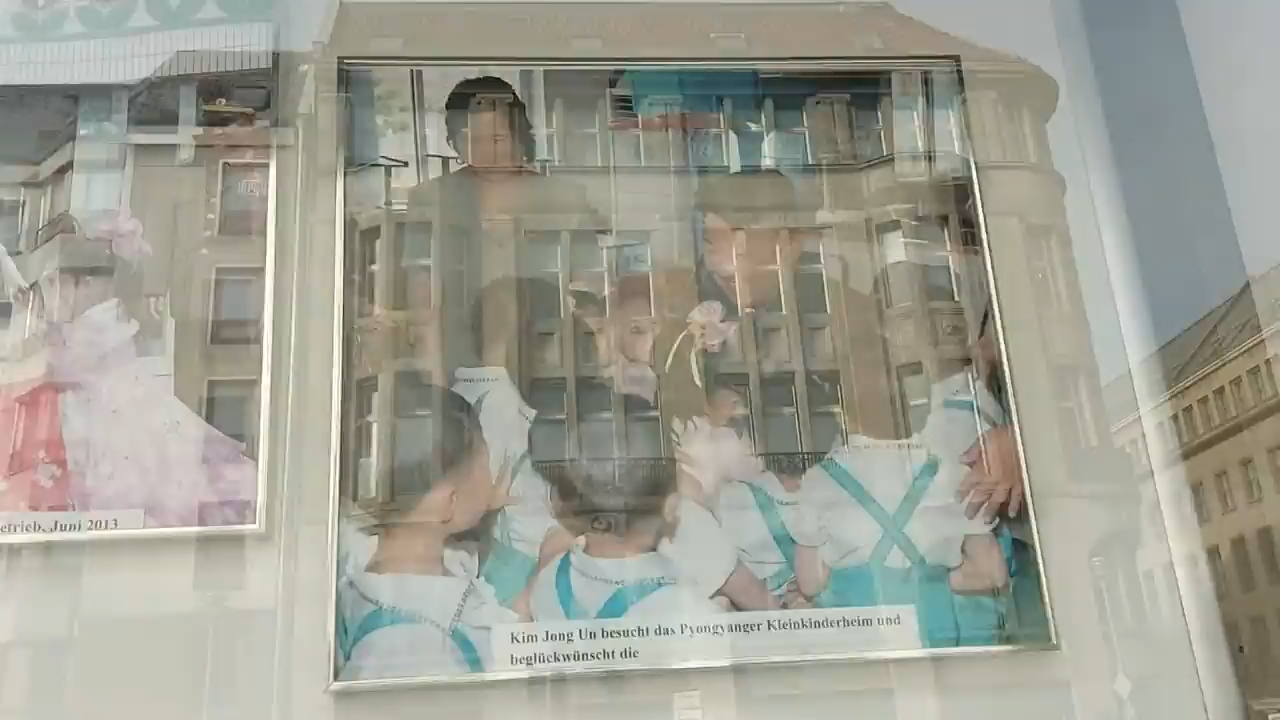 etrieb, Juni 2013
Kim Jong Un besucht das Pyongyanger Kleinkinderheim und
beglückwünscht die